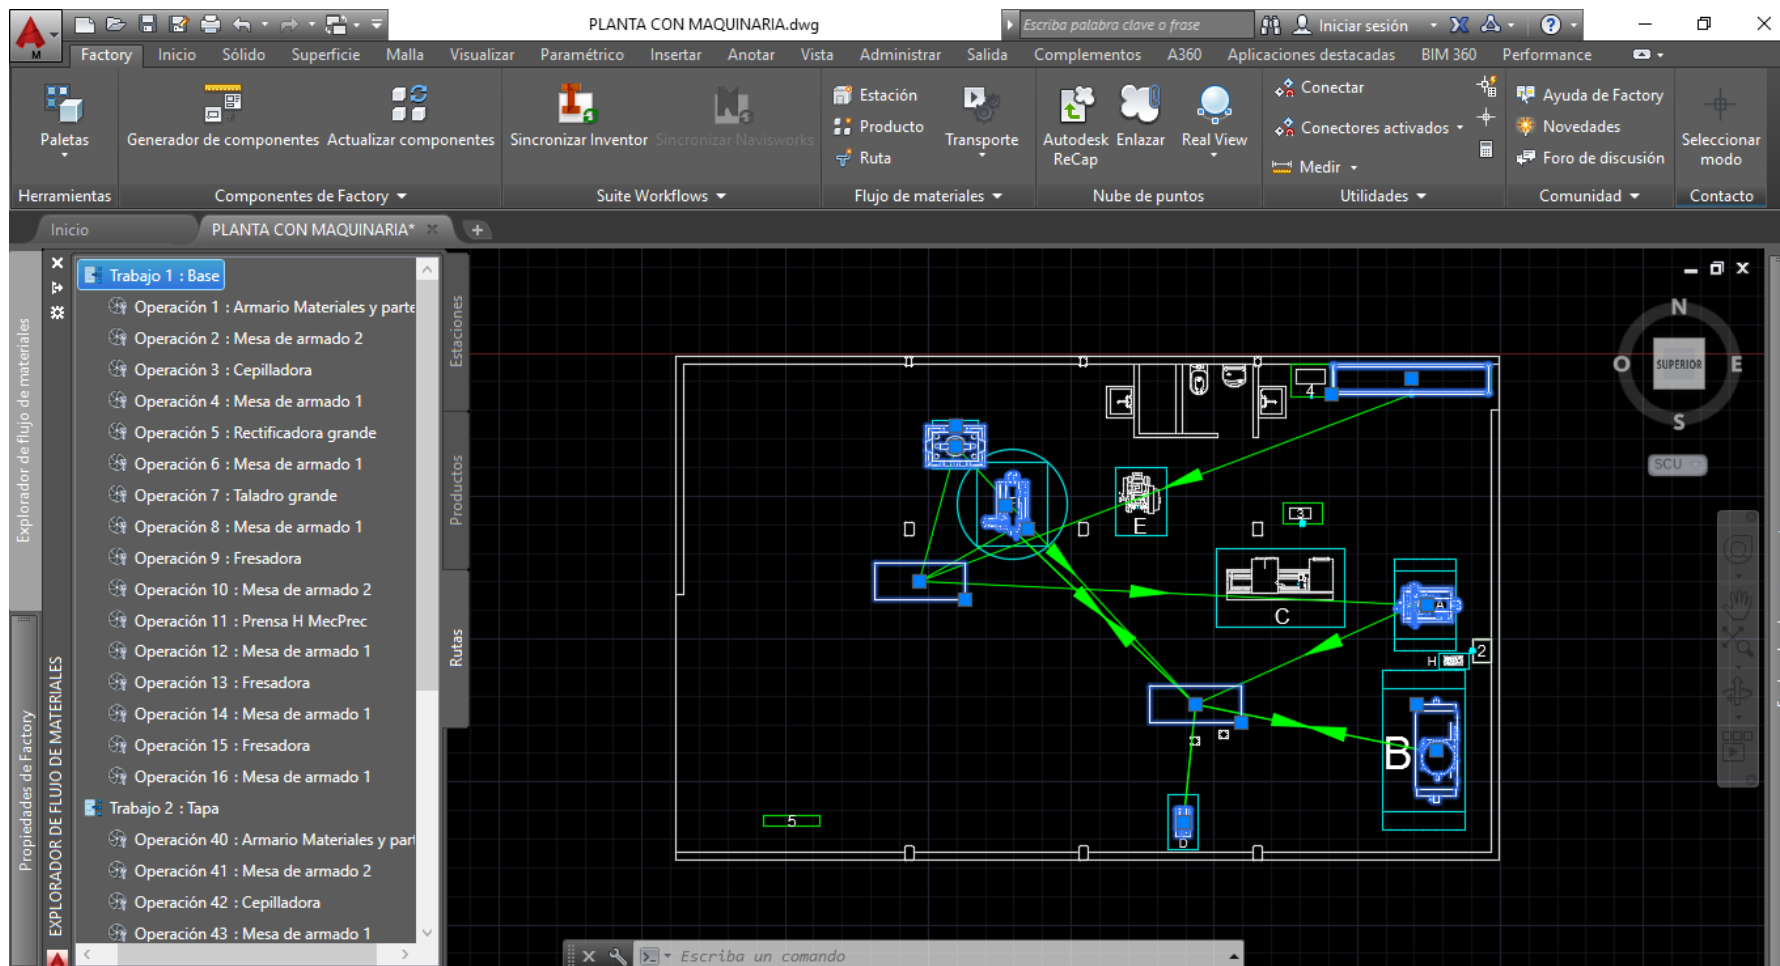 PLANTA CON MAQUINARIA.dwg
Escriba palabra clave o frase
Iniciar sesión
M
Factory Inicio Sólido Superficie Malla Visualizar Paramétrico Insertar Anotar Vista Administrar Salida Complementos A360 Aplicaciones destacadas BIM 360 Performance
Paletas
Generador de componentes
Actualizar componentes
Sincronizar Inventor
Sincronizar Navisworks
Estación
Producto
Ruta
Transporte
Autodesk ReCap
Enlazar
Real View
Conectar
Conectores activados
Medir
Ayuda de Factory
Novedades
Foro de discusión
Seleccionar modo
Herramientas
Componentes de Factory
Suite Workflows
Flujo de materiales
Nube de puntos
Utilidades
Comunidad
Contacto
Inicio
PLANTA CON MAQUINARIA*
Explorador de flujo de materiales
Propiedades de Factory
EXPLORADOR DE FLUJO DE MATERIALES
Trabajo 1 : Base
Operación 1 : Armario Materiales y parte
Operación 2 : Mesa de armado 2
Operación 3 : Cepilladora
Operación 4 : Mesa de armado 1
Operación 5 : Rectificadora grande
Operación 6 : Mesa de armado 1
Operación 7 : Taladro grande
Operación 8 : Mesa de armado 1
Operación 9 : Fresadora
Operación 10 : Mesa de armado 2
Operación 11 : Prensa H MecPrec
Operación 12 : Mesa de armado 1
Operación 13 : Fresadora
Operación 14 : Mesa de armado 1
Operación 15 : Fresadora
Operación 16 : Mesa de armado 1
Trabajo 2 : Tapa
Operación 40 : Armario Materiales y part
Operación 41 : Mesa de armado 2
Operación 42 : Cepilladora
Operación 43 : Mesa de armado 1
Estaciones
Productos
Rutas
N
O
SUPERIOR
E
S
SCU
4
E
3
C
A
H
2
B
D
5
Escriba un comando